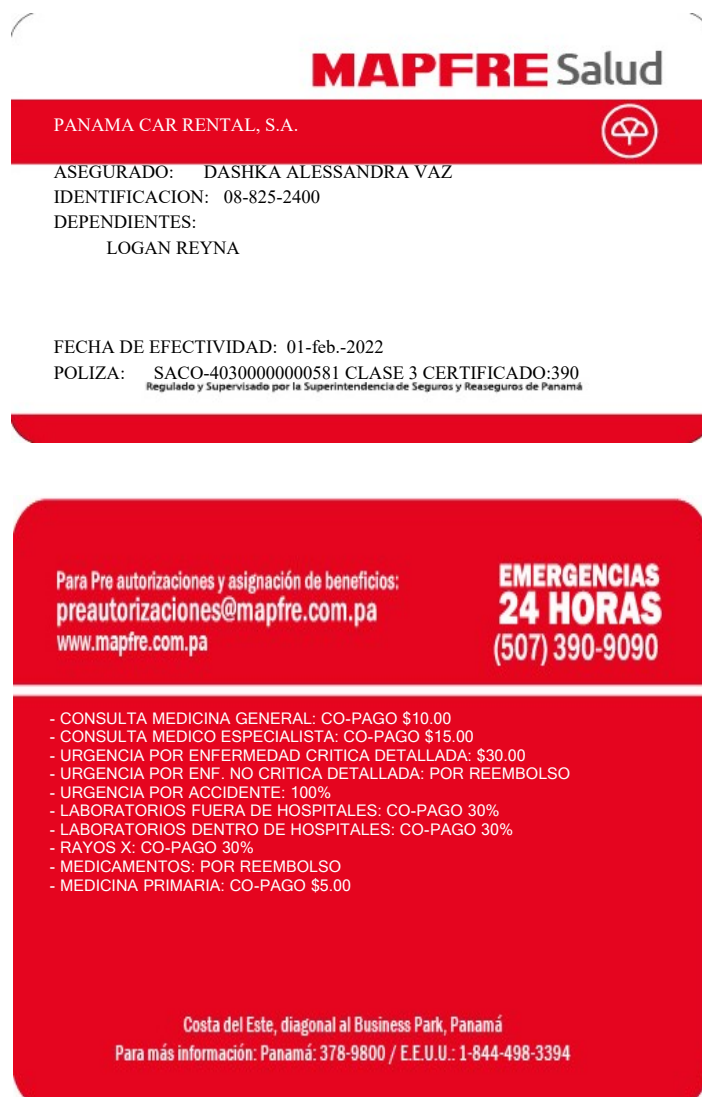 MAPFRE Salud
PANAMA CAR RENTAL, S.A.
ASEGURADO: DASHKA ALESSANDRA VAZ
IDENTIFICACION: 08-825-2400
DEPENDIENTES:
LOGAN REYNA
FECHA DE EFECTIVIDAD: 01-feb.-2022
POLIZA: SACO-40300000000581 CLASE 3 CERTIFICADO:390
Regulado y Supervisado por la Superintendencia de Seguros y Reaseguros de Panamá
Para Pre autorizaciones y asignación de beneficios:
preautorizaciones@mapfre.com.pa
www.mapfre.com.pa
EMERGENCIAS
24 HORAS
(507) 390-9090
- CONSULTA MEDICINA GENERAL: CO-PAGO $10.00
- CONSULTA MEDICO ESPECIALISTA: CO-PAGO $15.00
- URGENCIA POR ENFERMEDAD CRITICA DETALLADA: $30.00
- URGENCIA POR ENF. NO CRITICA DETALLADA: POR REEMBOLSO
- URGENCIA POR ACCIDENTE: 100%
- LABORATORIOS FUERA DE HOSPITALES: CO-PAGO 30%
- LABORATORIOS DENTRO DE HOSPITALES: CO-PAGO 30%
- RAYOS X: CO-PAGO 30%
- MEDICAMENTOS: POR REEMBOLSO
- MEDICINA PRIMARIA: CO-PAGO $5.00
Costa del Este, diagonal al Business Park, Panamá
Para más información: Panamá: 378-9800 / E.E.U.U.: 1-844-498-3394